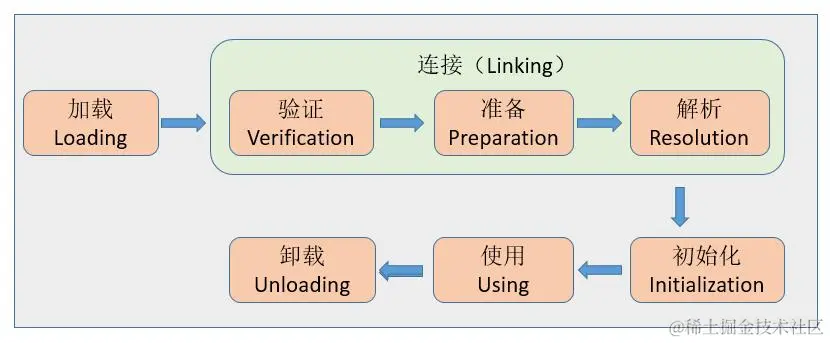 连接（Linking）
加载
Loading
验证
Verification
准备
Preparation
解析
Resolution
卸载
Unloading
使用
Using
初始化
Initialization
@稀土掘金技术社区